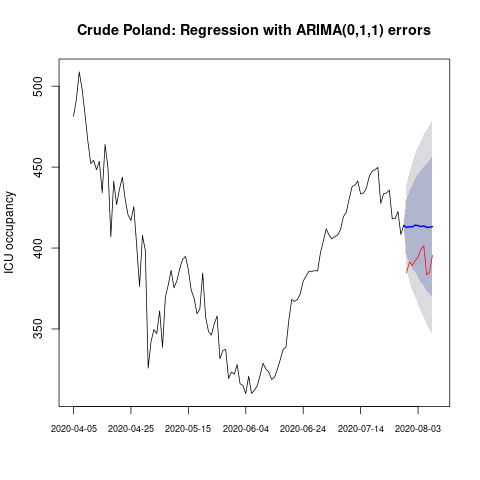 Crude Poland: Regression with ARIMA(0,1,1) errors
ICU occupancy
500
450
400
350
2020-04-05 2020-04-25 2020-05-15 2020-06-04 2020-06-24 2020-07-14 2020-08-03